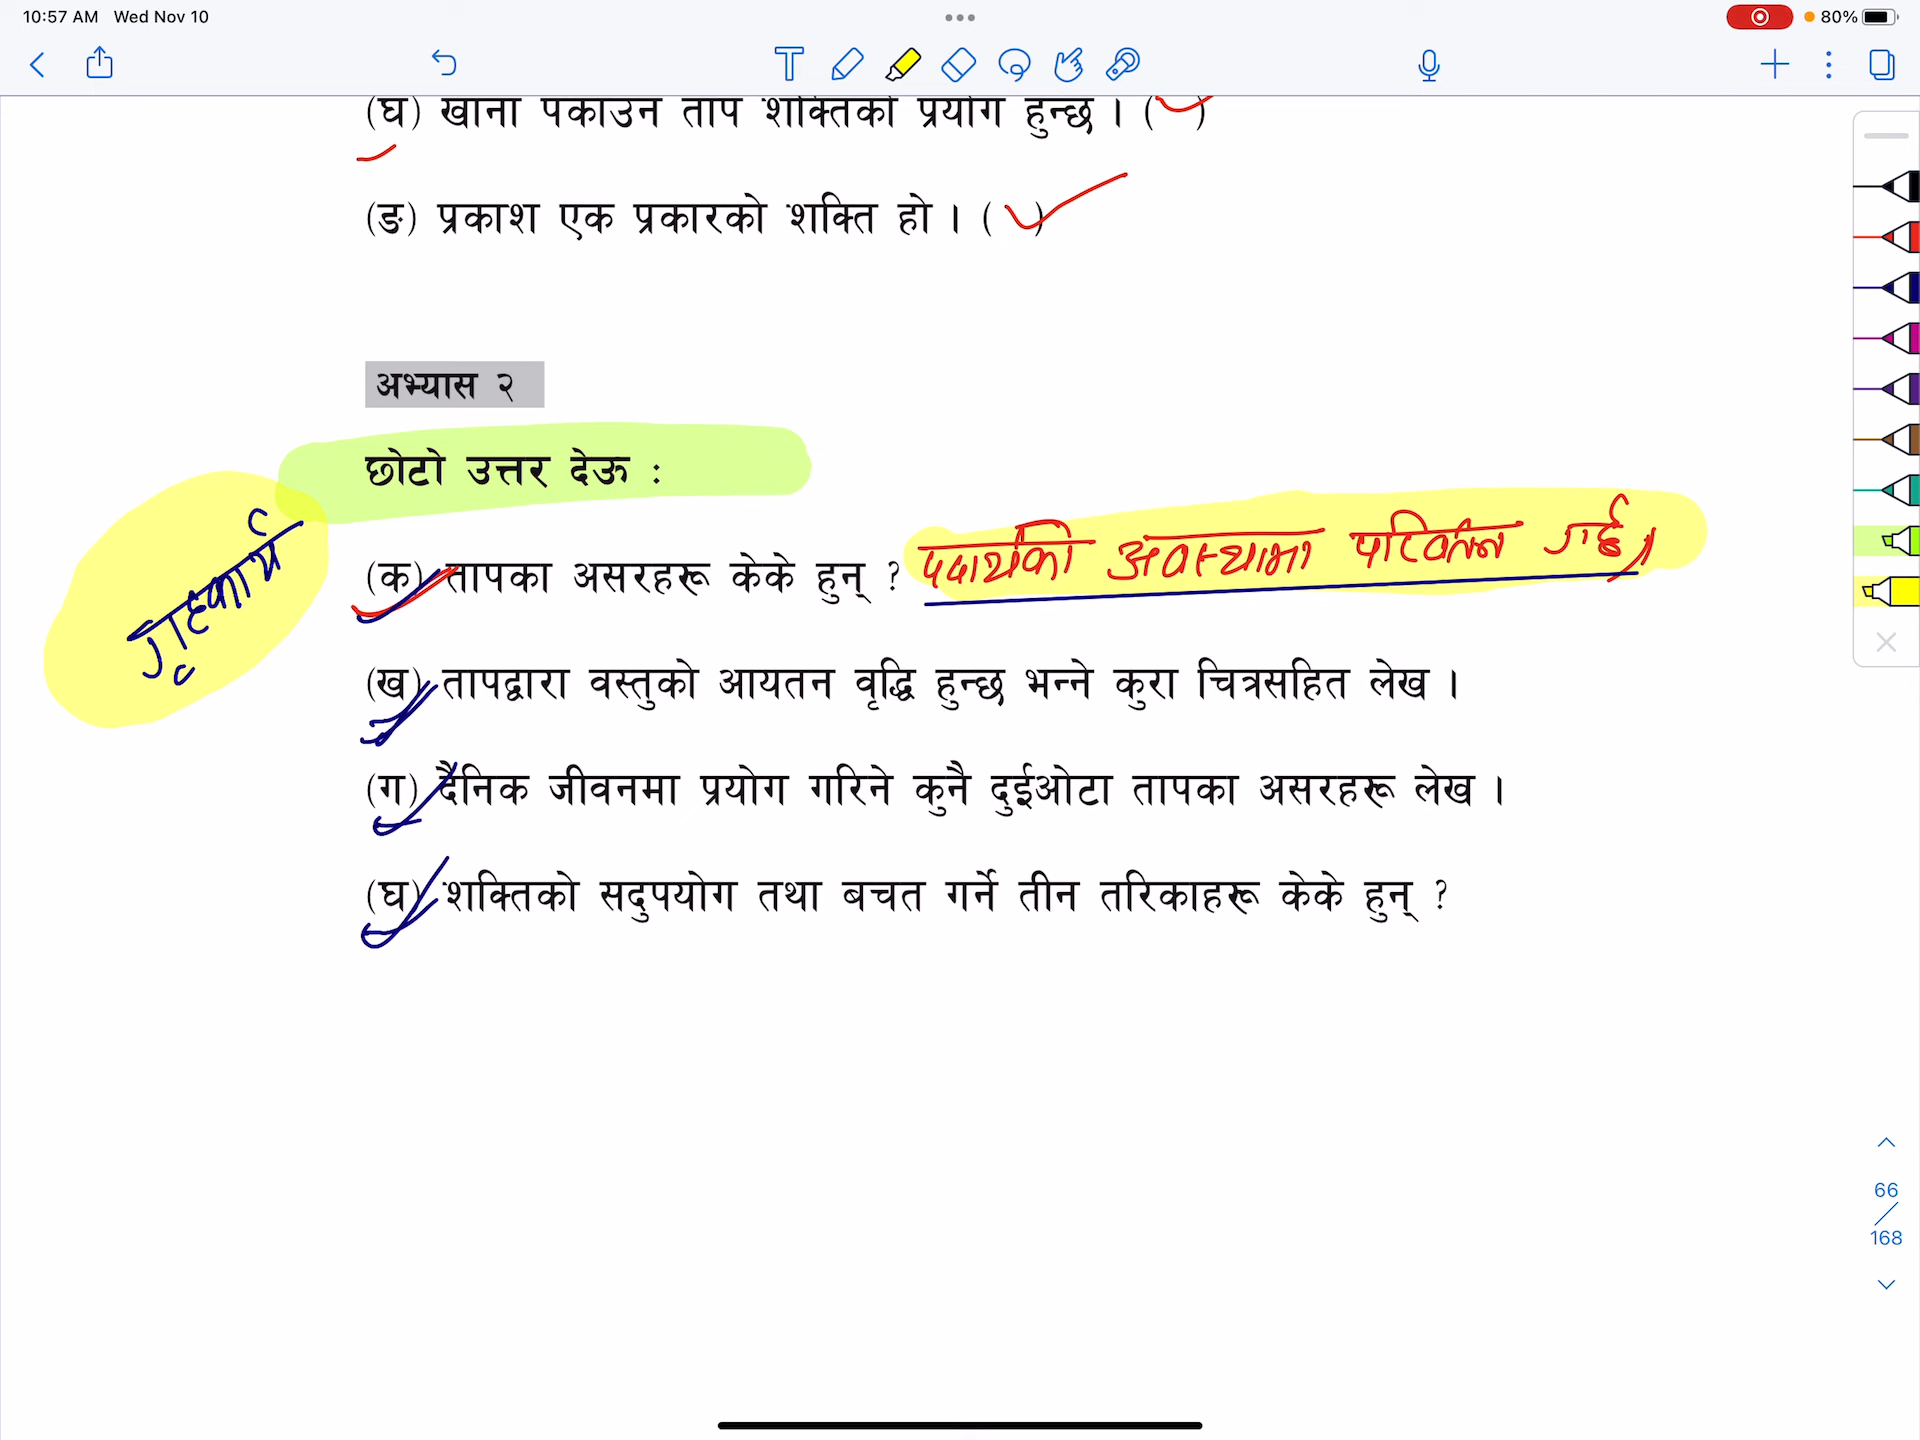 10:57 AM Wed Nov 10
80%
(घ) खाना पकाउन ताप शक्तिको प्रयोग हुन्छ । ( )
(ङ) प्रकाश एक प्रकारको शक्ति हो । ( )
अभ्यास २
छोटो उत्तर देऊ :
गृहकार्य
(क) तापका असरहरू केके हुन् ? पदार्थको अवस्थामा परिवर्तन गर्छ।
(ख) तापद्वारा वस्तुको आयतन वृद्धि हुन्छ भन्ने कुरा चित्रसहित लेख ।
(ग) दैनिक जीवनमा प्रयोग गरिने कुनै दुईओटा तापका असरहरू लेख ।
(घ) शक्तिको सदुपयोग तथा बचत गर्ने तीन तरिकाहरू केके हुन् ?
66
/
168